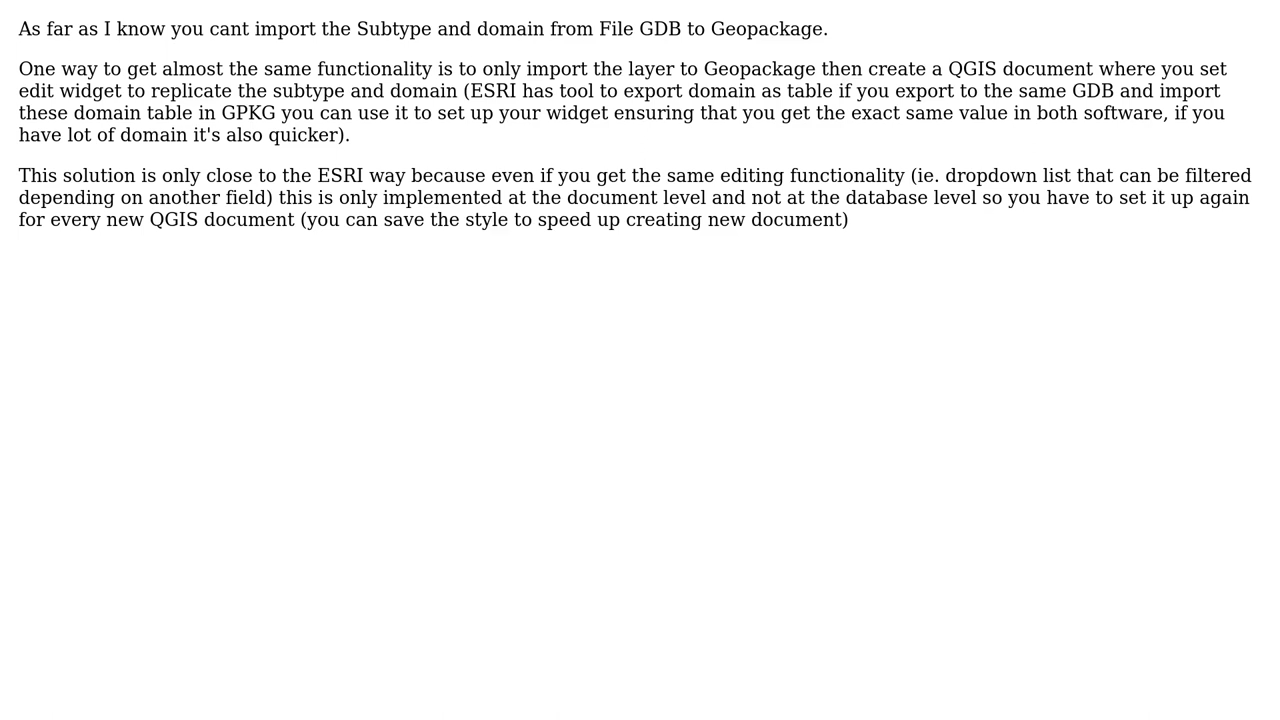 As far as I know you cant import the Subtype and domain from File GDB to Geopackage.
One way to get almost the same functionality is to only import the layer to Geopackage then create a QGIS document where you set
edit widget to replicate the subtype and domain (ESRI has tool to export domain as table if you export to the same GDB and import
these domain table in GPKG you can use it to set up your widget ensuring that you get the exact same value in both software, if you
have lot of domain it's also quicker).
This solution is only close to the ESRI way because even if you get the same editing functionality (ie. dropdown list that can be filtered
depending on another field) this is only implemented at the document level and not at the database level so you have to set it up again
for every new QGIS document (you can save the style to speed up creating new document)